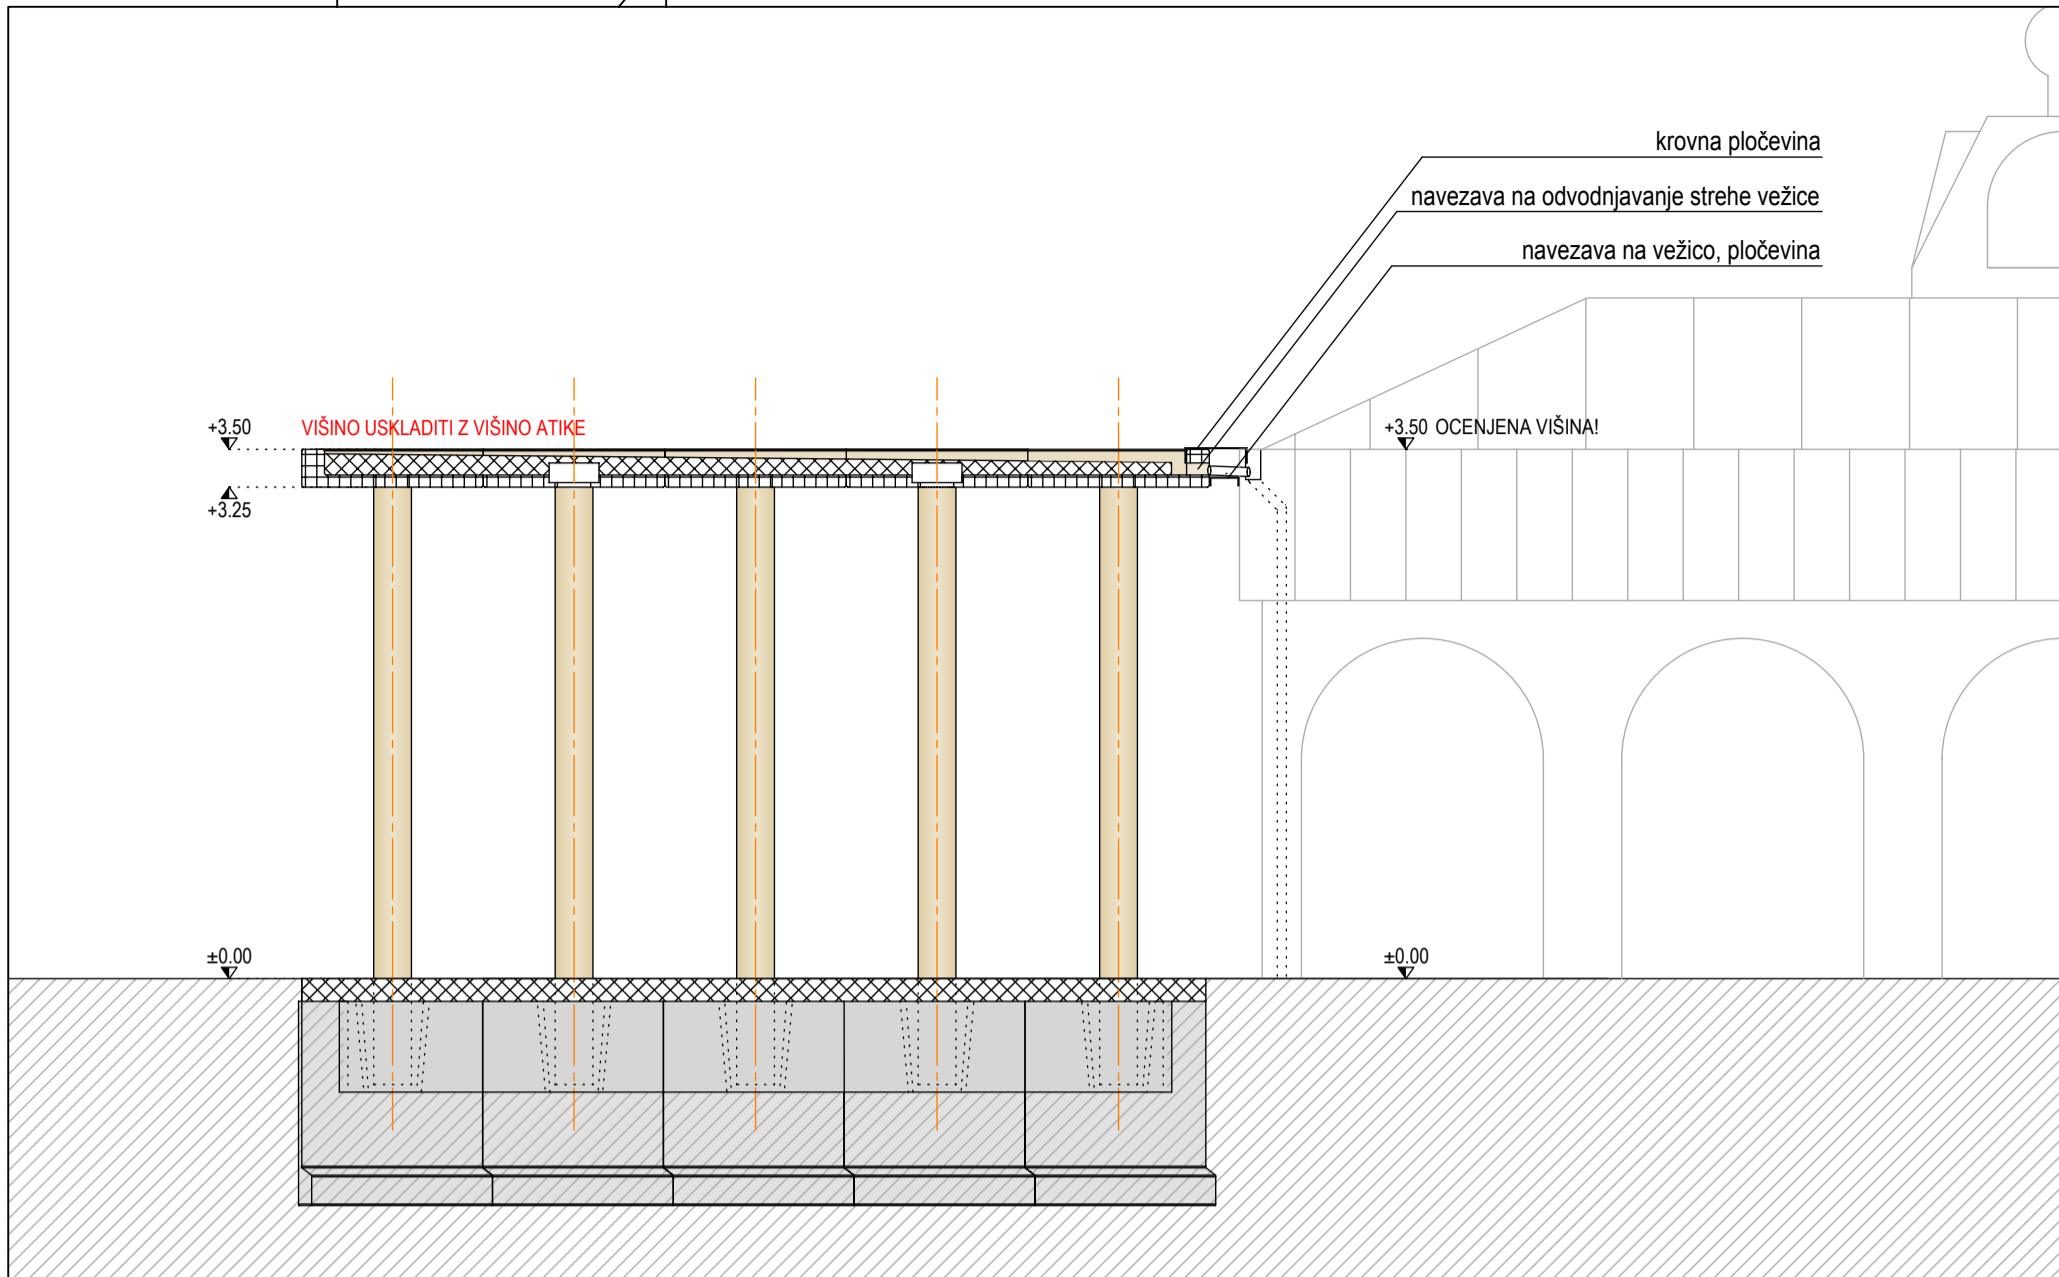 krovna pločevina
navezava na odvodnjavanje strehe vežice
navezava na vežico, pločevina
+3.50
VIŠINO USKLADITI Z VIŠINO ATIKE
+3.50 OCENJENA VIŠINA!
+3.25
±0.00
±0.00